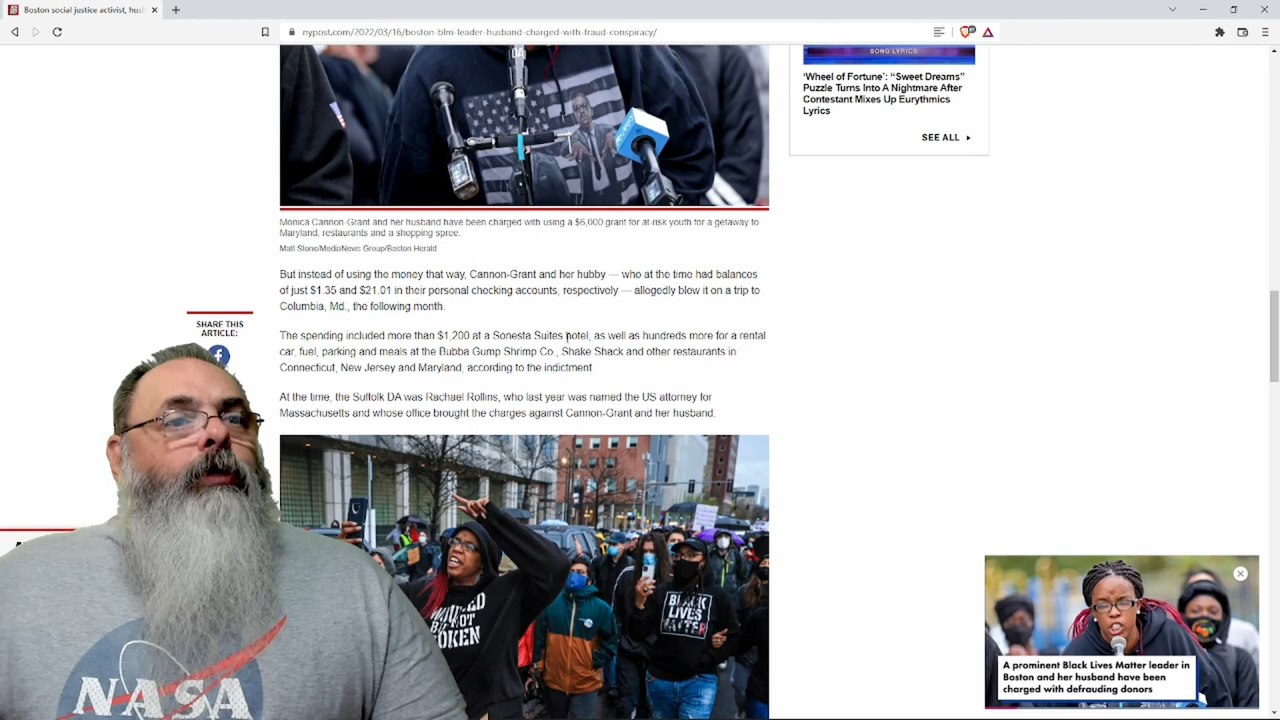 Boston social justice activist, hus
nypost.com/2022/03/16/boston-blm-leader-husband-charged-with-fraud-conspiracy/
SONG LYRICS
'Wheel of Fortune': "Sweet Dreams"
Puzzle Turns Into A Nightmare After
Contestant Mixes Up Eurythmics
Lyrics
SEE ALL
Monica Cannon-Grant and her husband have been charged with using a $6,000 grant for at-risk youth for a getaway to
Maryland, restaurants and a shopping spree.
Matt Stone/MediaNews Group/Boston Herald
But instead of using the money that way, Cannon-Grant and her hubby — who at the time had balances
of just $1.35 and $21.01 in their personal checking accounts, respectively — allegedly blew it on a trip to
Columbia, Md., the following month.
SHARE THIS
ARTICLE:
The spending included more than $1,200 at a Sonesta Suites hotel, as well as hundreds more for a rental
car, fuel, parking and meals at the Bubba Gump Shrimp Co., Shake Shack and other restaurants in
Connecticut, New Jersey and Maryland, according to the indictment
At the time, the Suffolk DA was Rachael Rollins, who last year was named the US attorney for
Massachusetts and whose office brought the charges against Cannon-Grant and her husband.
BLACK
LIVES
MATTER
NASA
A prominent Black Lives Matter leader in
Boston and her husband have been
charged with defrauding donors